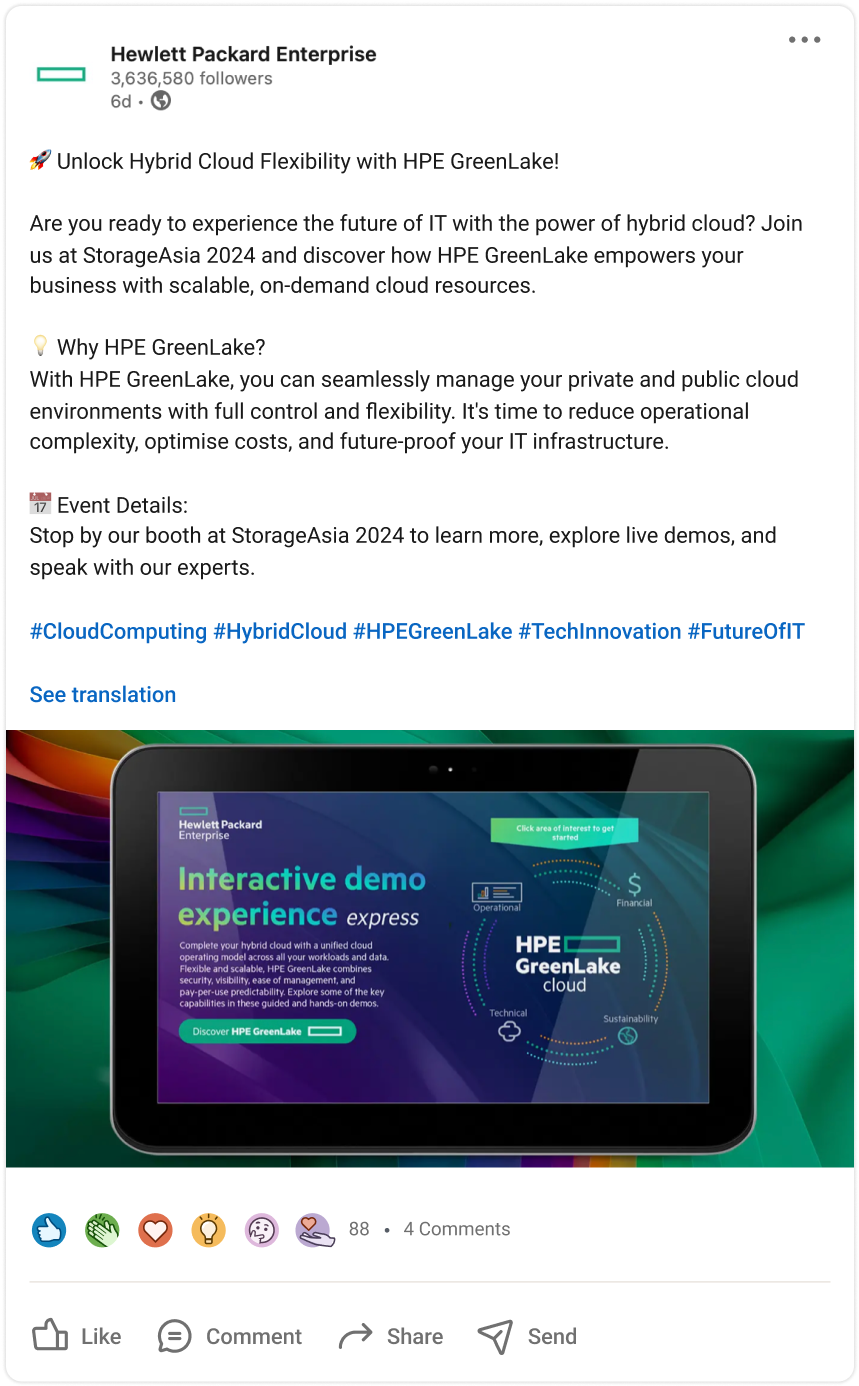 Hewlett Packard Enterprise
3,636,580 followers
6d •
🚀 Unlock Hybrid Cloud Flexibility with HPE GreenLake!
Are you ready to experience the future of IT with the power of hybrid cloud? Join
us at StorageAsia 2024 and discover how HPE GreenLake empowers your
business with scalable, on-demand cloud resources.
💡 Why HPE GreenLake?
With HPE GreenLake, you can seamlessly manage your private and public cloud
environments with full control and flexibility. It's time to reduce operational
complexity, optimise costs, and future-proof your IT infrastructure.
📅 Event Details:
Stop by our booth at StorageAsia 2024 to learn more, explore live demos, and
speak with our experts.
#CloudComputing #HybridCloud #HPEGreenLake #TechInnovation #FutureOfIT
See translation
Hewlett Packard
Enterprise
Interactive demo
experience express
Complete your hybrid cloud with a unified cloud
operating model across all your workloads and data.
Flexible and scalable, HPE GreenLake combines
security, visibility, ease of management, and
pay-per-use predictability. Explore some of the key
capabilities in these guided and hands-on demos.
Discover HPE GreenLake
Click area of interest to get
started
Operational
$
Financial
HPE
GreenLake
cloud
Technical
Sustainability
88 • 4 Comments
Like
Comment
Share
Send